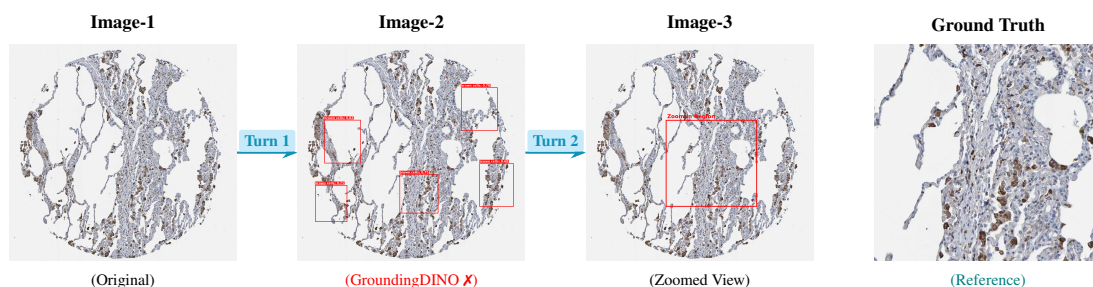 Image-1
Image-2
Image-3
Ground Truth
Turn 1
Turn 2
Zoom-in Region
(Original)
(GroundingDINO ✗)
(Zoomed View)
(Reference)